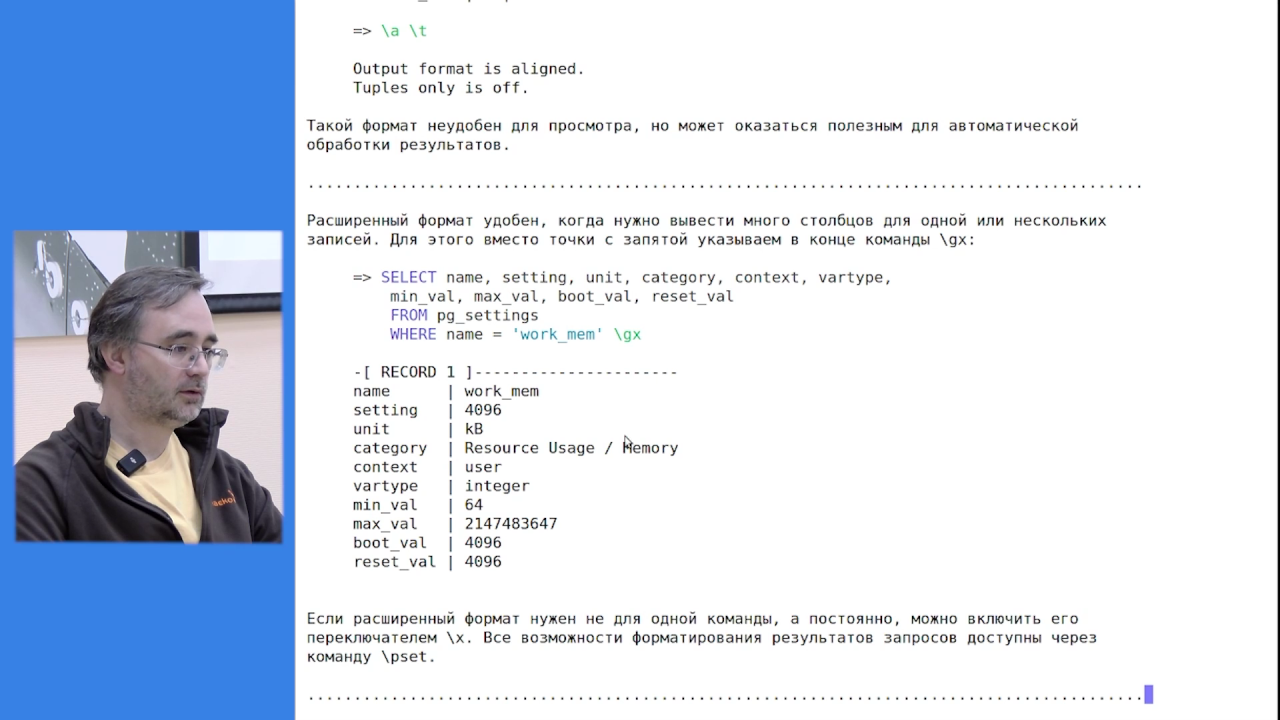 => \a \t
Output format is aligned.
Tuples only is off.
Такой формат неудобен для просмотра, но может оказаться полезным для автоматической
обработки результатов.
...........................................................................................
Расширенный формат удобен, когда нужно вывести много столбцов для одной или нескольких
записей. Для этого вместо точки с запятой указываем в конце команды \gx:
=> SELECT name, setting, unit, category, context, vartype,
min_val, max_val, boot_val, reset_val
FROM pg_settings
WHERE name = 'work_mem' \gx
-[ RECORD 1 ]----------------------
name | work_mem
setting | 4096
unit | kB
category | Resource Usage / Memory
context | user
vartype | integer
min_val | 64
max_val | 2147483647
boot_val | 4096
reset_val | 4096
Если расширенный формат нужен не для одной команды, а постоянно, можно включить его
переключателем \x. Все возможности форматирования результатов запросов доступны через
команду \pset.
...........................................................................................